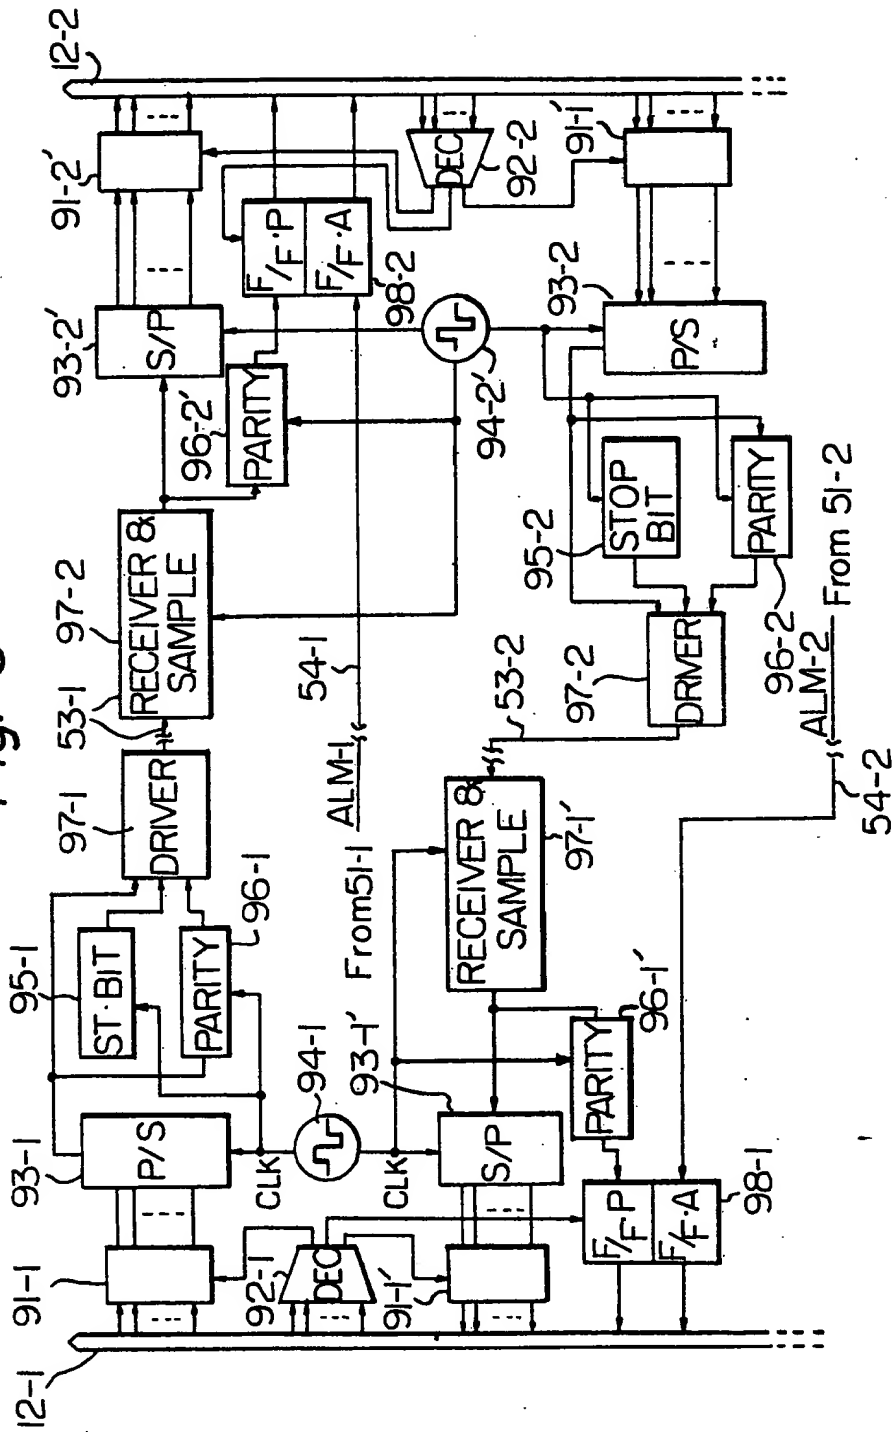 Fig.
12-1
91-1
93-1
P/S
95-1
ST·BIT
PARITY
96-1
97-1
DRIVER
53-1
97-2
RECEIVER &
SAMPLE
93-2'
S/P
96-2'
PARITY
91-2'
12-2
F/F·P
F/F·A
98-2
DEC
92-2
92-1
DEC
CLK
94-1
CLK
From 51-1
ALM-1
54-1
94-2'
91-1'
93-1'
S/P
RECEIVER &
SAMPLE
97-1'
53-2
97-2
DRIVER
95-2
STOP
BIT
PARITY
96-2
93-2
P/S
91-1'
PARITY
96-1'
F/F·P
F/F·A
98-1
54-2
ALM-2
From 51-2